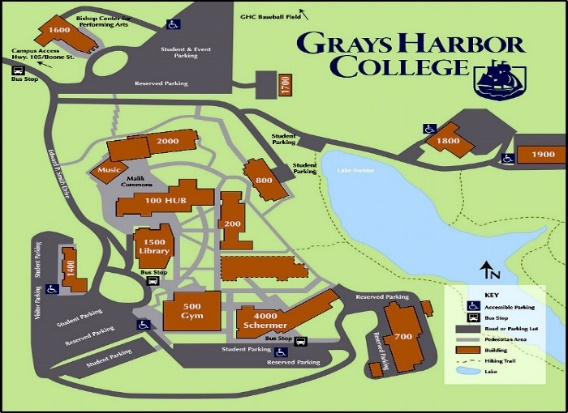 Bishop Center for
Performing Arts
1600
GHC Baseball Field
GRAYS HARBOR
COLLEGE
Campus Access
Hwy. 105/Boone St.
Bus Stop
Student & Event
Parking
Reserved Parking
1700
Student
Parking
1800
1900
2000
Music
Malik
Commons
800
Student
Parking
Lake Swano
100 HUB
200
1500
Library
Bus Stop
1400
Student Parking
Visitor Parking
Student Parking
Reserved Parking
Student Parking
500
Gym
4000
Schermer
Bus Stop
Student Parking
Reserved Parking
Reserved Parking
Reserved Parking
700
N
KEY
Accessible Parking
Bus Stop
Road or Parking Lot
Pedestrian Area
Building
Hiking Trail
Lake